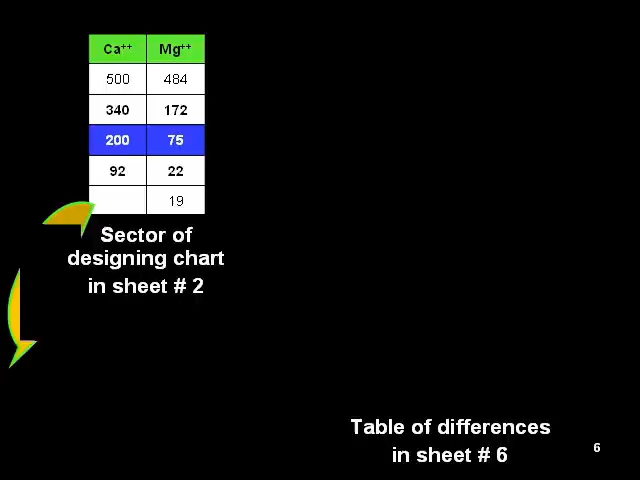 Ca++ Mg++
500 484
340 172
200 75
92 22
19
Sector of
designing chart
in sheet # 2
Table of differences
in sheet # 6
6